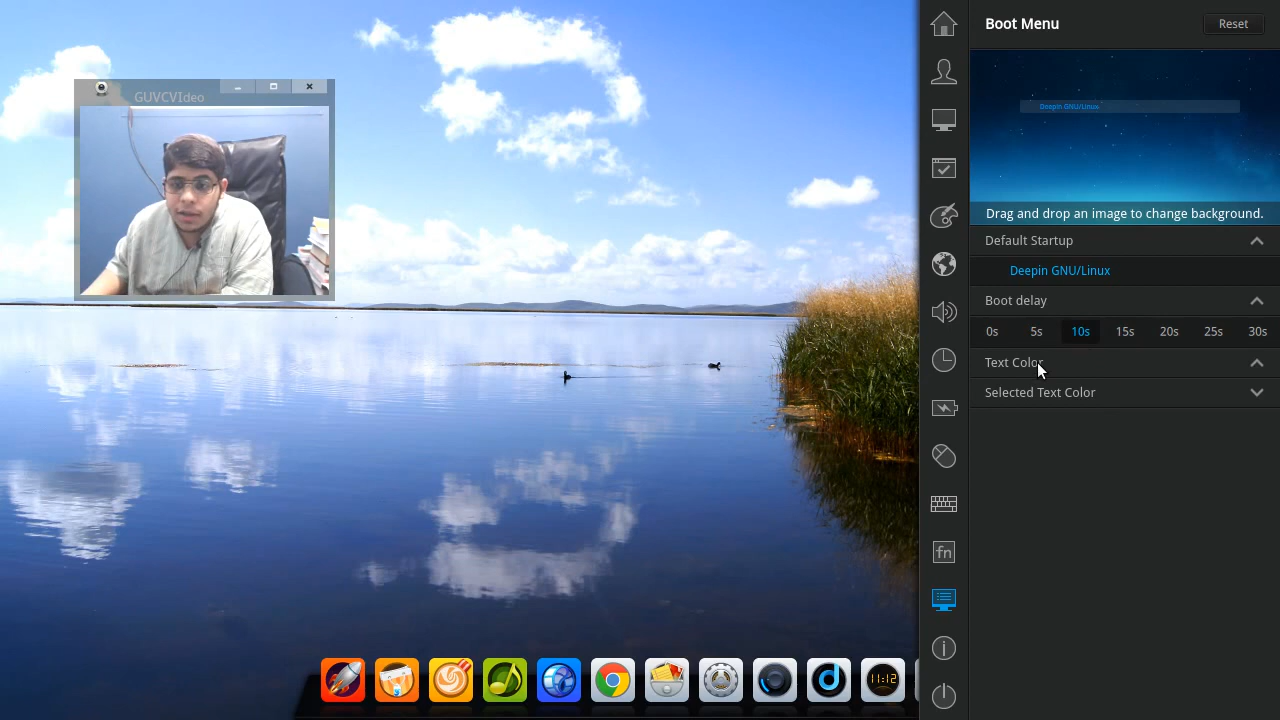 GUVCVIdeo
Boot Menu
Reset
Deepin GNU/Linux
Drag and drop an image to change background.
Default Startup
Deepin GNU/Linux
Boot delay
0s 5s 10s 15s 20s 25s 30s
Text Color
Selected Text Color
fn
11:12